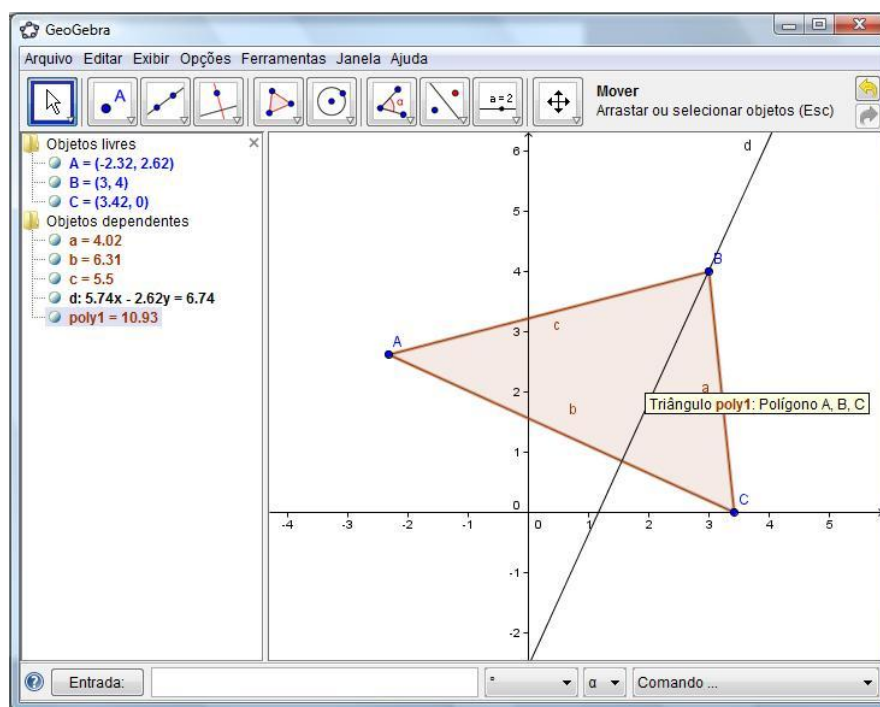 GeoGebra
Arquivo Editar Exibir Opções Ferramentas Janela Ajuda
A
α
a=2
Mover
Arrastar ou selecionar objetos (Esc)
Objetos livres
A = (-2.32, 2.62)
B = (3, 4)
C = (3.42, 0)
Objetos dependentes
a = 4.02
b = 6.31
c = 5.5
d: 5.74x - 2.62y = 6.74
poly1 = 10.93
6
d
5
4
B
3
c
A
2
a
Triângulo poly1: Polígono A, B, C
b
1
0
C
-4 -3 -2 -1 0 1 2 3 4 5
-1
-2
Entrada:
°
α
Comando ...